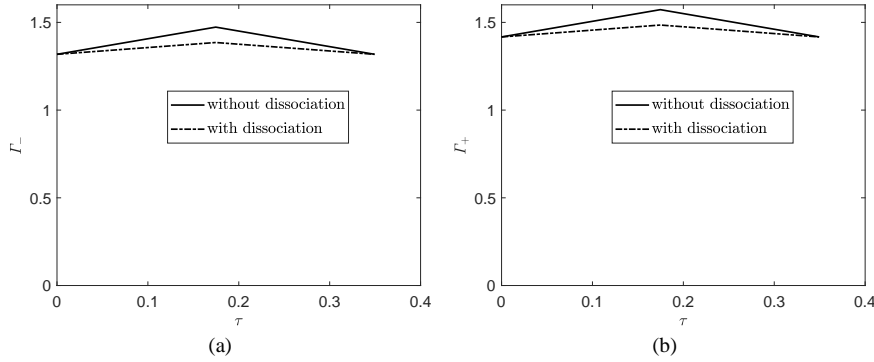 1.5
1
0.5
0
Γ₋
without dissociation
with dissociation
0 0.1 0.2 0.3 0.4
τ
(a)
1.5
1
0.5
0
Γ₊
without dissociation
with dissociation
0 0.1 0.2 0.3 0.4
τ
(b)